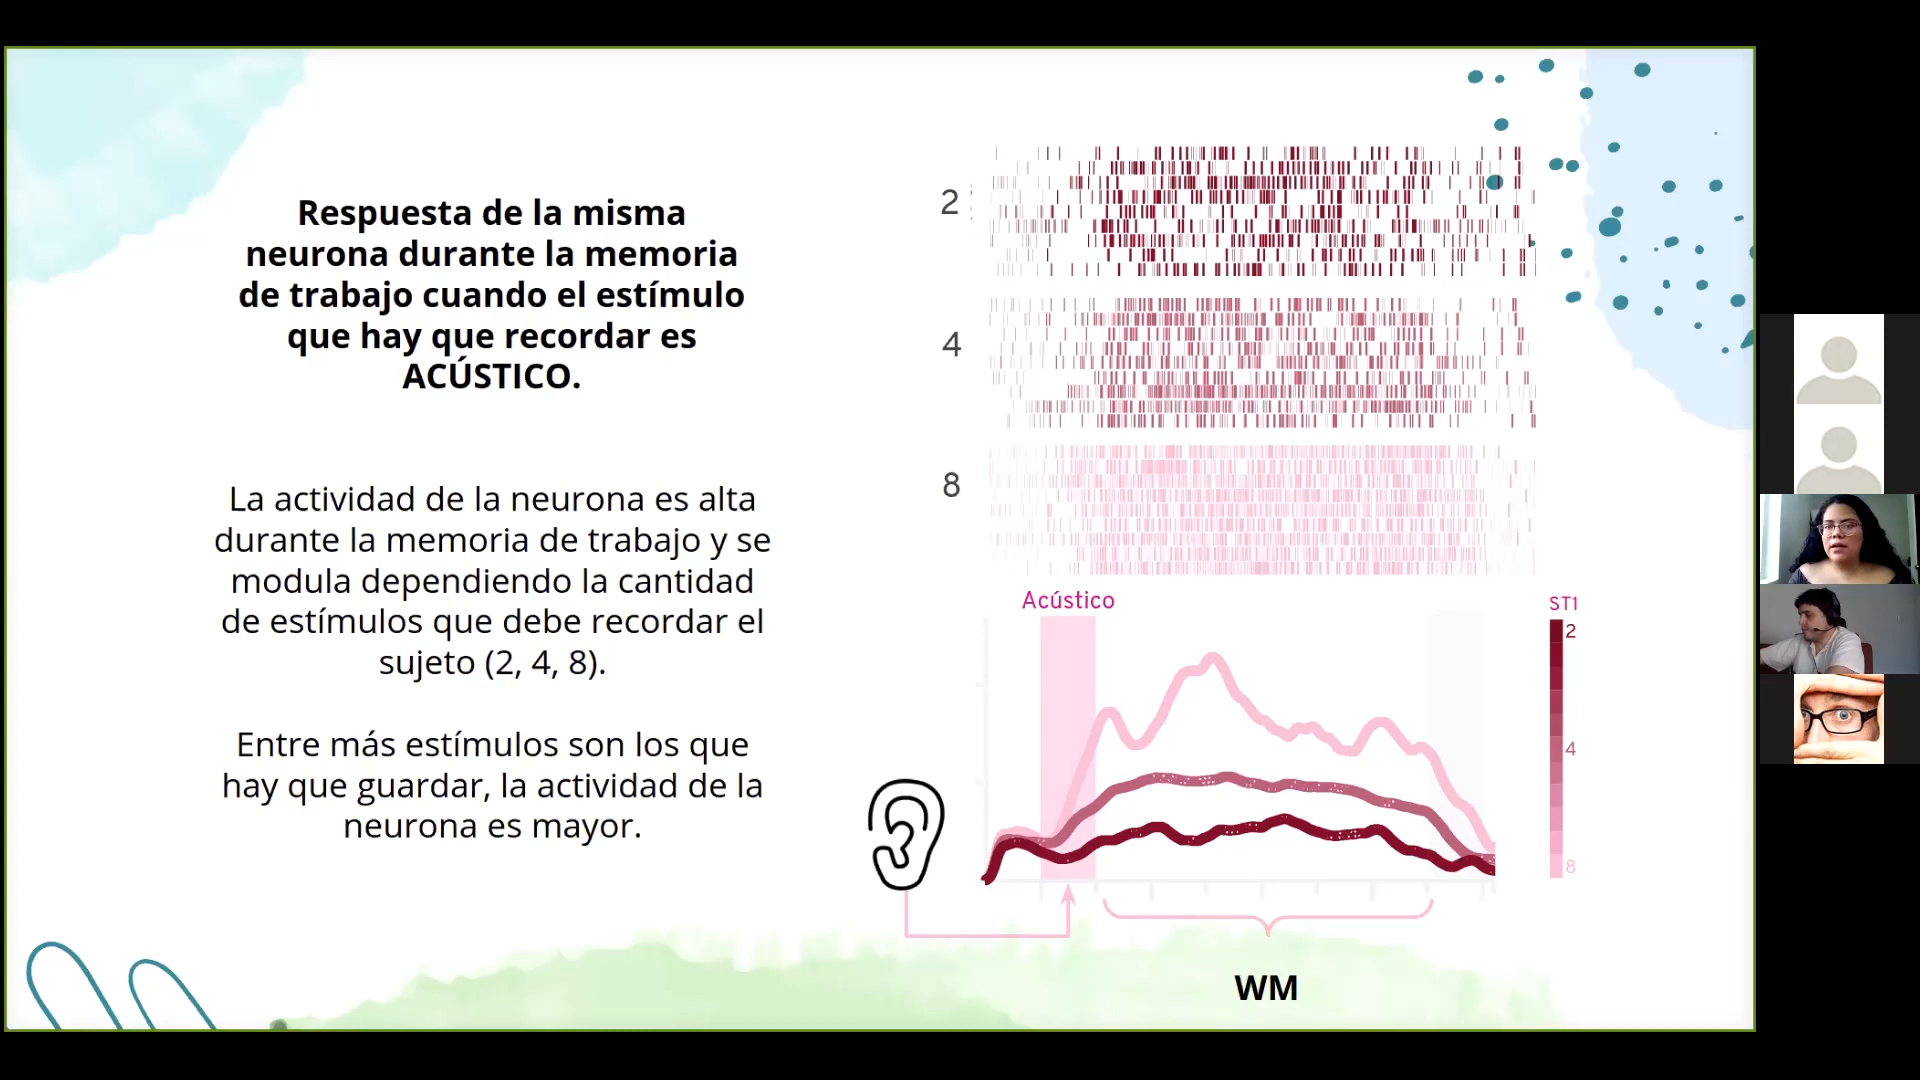 Respuesta de la misma
neurona durante la memoria
de trabajo cuando el estímulo
que hay que recordar es
ACÚSTICO.
La actividad de la neurona es alta
durante la memoria de trabajo y se
modula dependiendo la cantidad
de estímulos que debe recordar el
sujeto (2, 4, 8).
Entre más estímulos son los que
hay que guardar, la actividad de la
neurona es mayor.
2
4
8
Acústico
ST1
2
4
8
WM